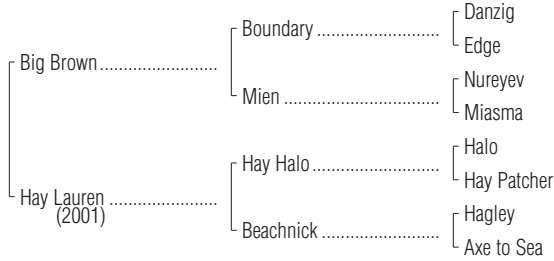 Danzig
Boundary ..............................
Edge
Big Brown.............................
Nureyev
Mien ......................................
Miasma
Halo
Hay Halo...............................
Hay Patcher
Hay Lauren ..........................
(2001)
Hagley
Beachnick .............................
Axe to Sea